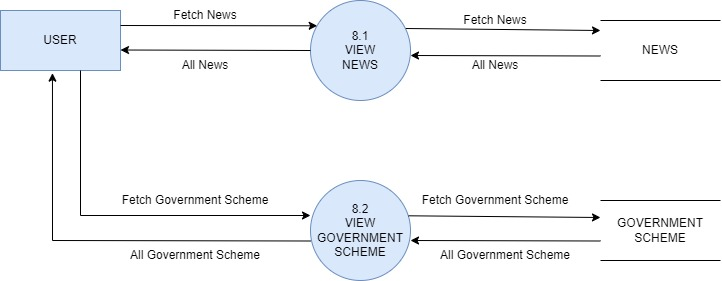 Fetch News
Fetch News
USER
8.1
VIEW
NEWS
NEWS
All News
All News
Fetch Government Scheme
Fetch Government Scheme
8.2
VIEW
GOVERNMENT
SCHEME
GOVERNMENT
SCHEME
All Government Scheme
All Government Scheme